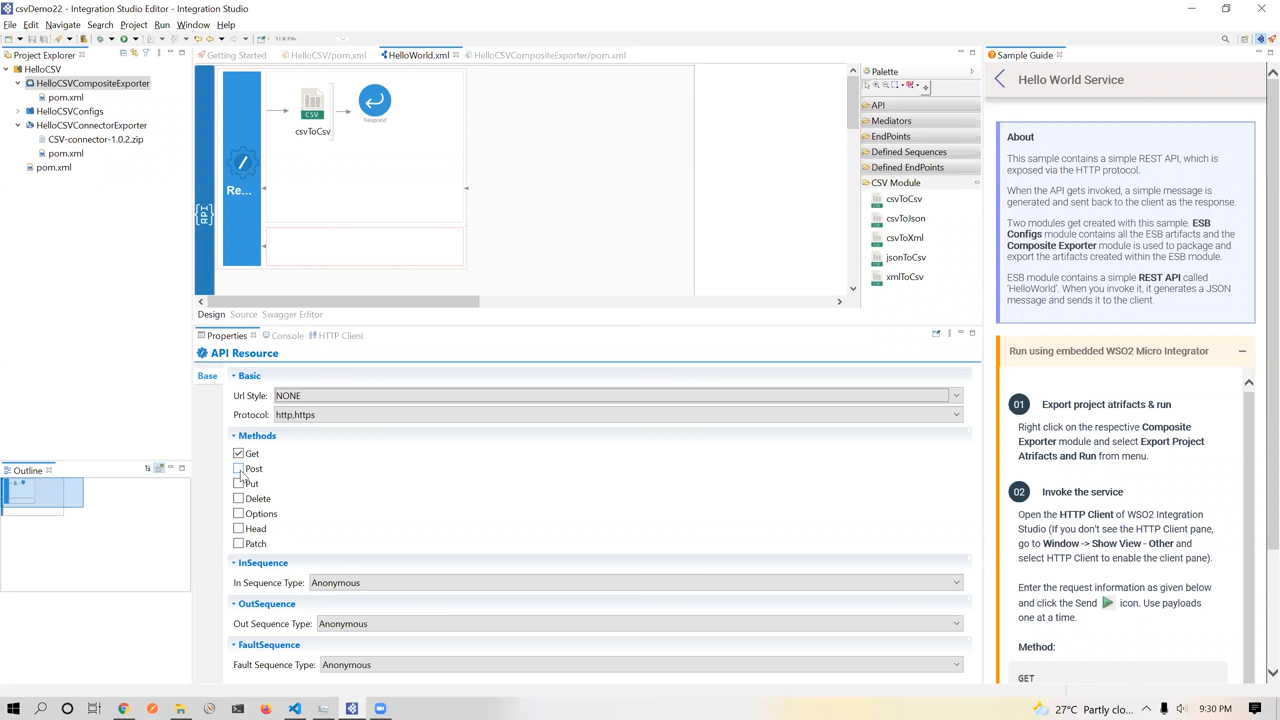 csvDemo22 - Integration Studio Editor - Integration Studio
File Edit Navigate Search Project Run Window Help
Project Explorer
HelloCSV
HelloCSVCompositeExporter
pom.xml
HelloCSVConfigs
HelloCSVConnectorExporter
CSV-connector-1.0.2.zip
pom.xml
pom.xml
Outline
Getting Started HelloCSV/pom.xml HelloWorld.xml HelloCSVCompositeExporter/pom.xml
{API}
Re...
CSV
csvToCsv
Respond
Design Source Swagger Editor
Palette
API
Mediators
EndPoints
Defined Sequences
Defined EndPoints
CSV Module
csvToCsv
csvToJson
csvToXml
jsonToCsv
xmlToCsv
Properties Console HTTP Client
API Resource
Base
Basic
Url Style: NONE
Protocol: http,https
Methods
Get
Post
Put
Delete
Options
Head
Patch
InSequence
In Sequence Type: Anonymous
OutSequence
Out Sequence Type: Anonymous
FaultSequence
Fault Sequence Type: Anonymous
Sample Guide
Hello World Service
About
This sample contains a simple REST API, which is
exposed via the HTTP protocol.
When the API gets invoked, a simple message is
generated and sent back to the client as the response.
Two modules get created with this sample. ESB
Configs module contains all the ESB artifacts and the
Composite Exporter module is used to package and
export the artifacts created within the ESB module.
ESB module contains a simple REST API called
'HelloWorld'. When you invoke it, it generates a JSON
message and sends it to the client.
Run using embedded WSO2 Micro Integrator
01 Export project atrifacts & run
Right click on the respective Composite
Exporter module and select Export Project
Atrifacts and Run from menu.
02 Invoke the service
Open the HTTP Client of WSO2 Integration
Studio (If you don't see the HTTP Client pane,
go to Window -> Show View - Other and
select HTTP Client to enable the client pane).
Enter the request information as given below
and click the Send icon. Use payloads
one at a time.
Method:
GET
27°C Partly clo... 9:30 PM